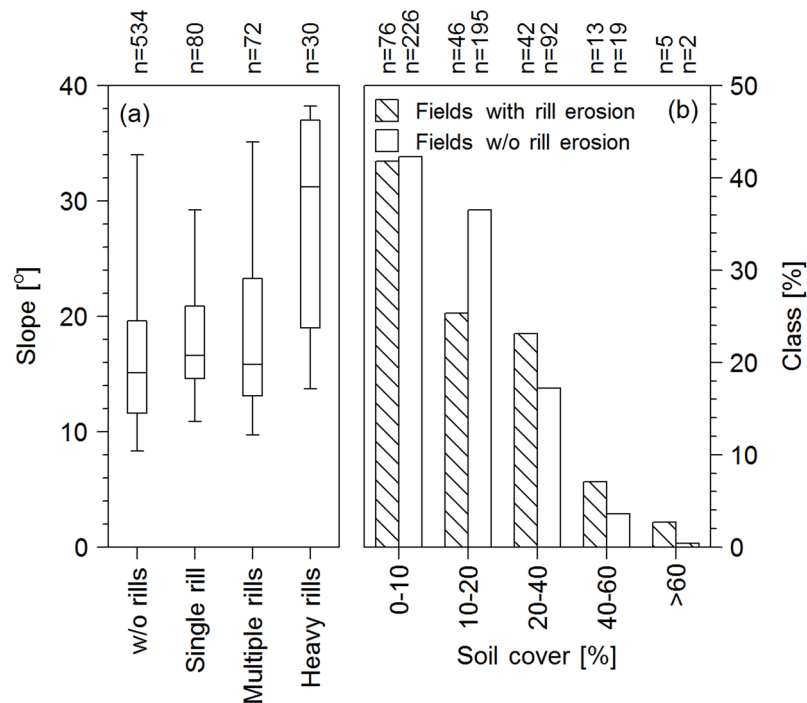 n=534
n=80
n=72
n=30
n=76
n=226
n=46
n=195
n=42
n=92
n=13
n=19
n=5
n=2
(a)
(b)
Fields with rill erosion
Fields w/o rill erosion
40
30
20
10
0
Slope [°]
50
40
30
20
10
0
Class [%]
w/o rills
Single rill
Multiple rills
Heavy rills
0-10
10-20
20-40
40-60
>60
Soil cover [%]